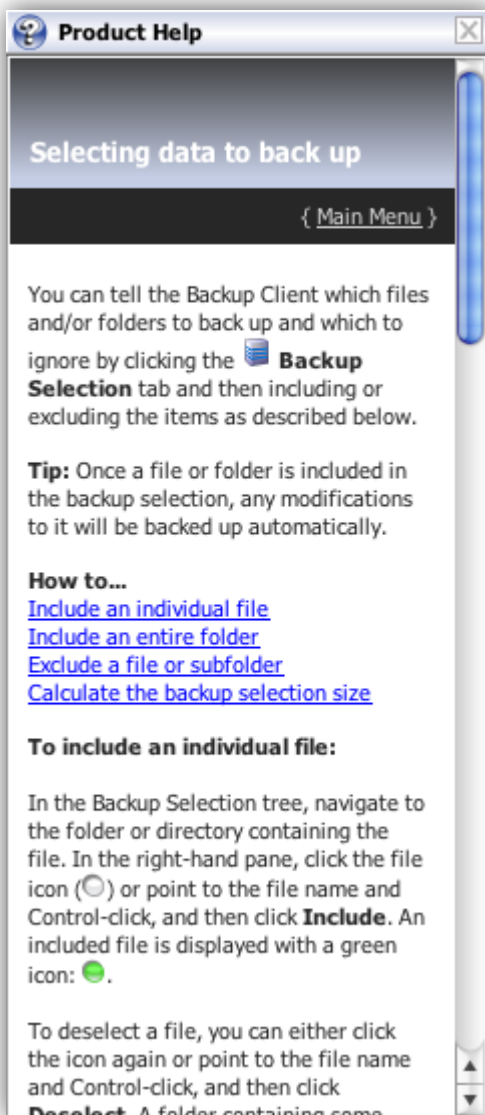 Product Help
Selecting data to back up
{ Main Menu }
You can tell the Backup Client which files
and/or folders to back up and which to
ignore by clicking the Backup
Selection tab and then including or
excluding the items as described below.
Tip: Once a file or folder is included in
the backup selection, any modifications
to it will be backed up automatically.
How to...
Include an individual file
Include an entire folder
Exclude a file or subfolder
Calculate the backup selection size
To include an individual file:
In the Backup Selection tree, navigate to
the folder or directory containing the
file. In the right-hand pane, click the file
icon ( ) or point to the file name and
Control-click, and then click Include. An
included file is displayed with a green
icon: .
To deselect a file, you can either click
the icon again or point to the file name
and Control-click, and then click
Deselect. A folder containing some